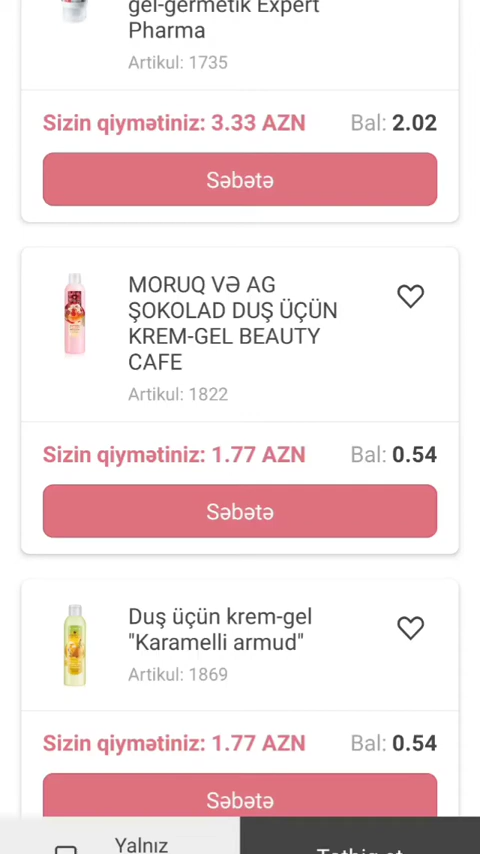 gel-germetik Expert
Pharma
Artikul: 1735
Sizin qiymətiniz: 3.33 AZN Bal: 2.02
Səbətə
MORUQ VƏ AG
ŞOKOLAD DUŞ ÜÇÜN
KREM-GEL BEAUTY
CAFE
Artikul: 1822
Sizin qiymətiniz: 1.77 AZN Bal: 0.54
Səbətə
Duş üçün krem-gel
"Karamelli armud"
Artikul: 1869
Sizin qiymətiniz: 1.77 AZN Bal: 0.54
Səbətə
Yalnız
Tətbiq et